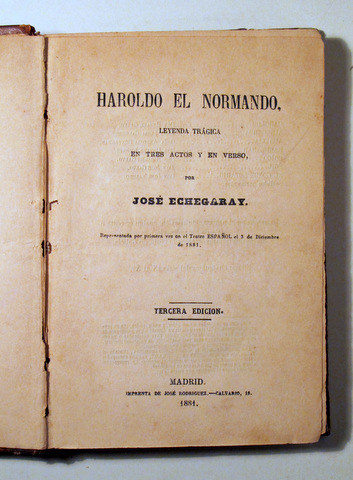 HAROLDO EL NORMANDO,
LEYENDA TRÁGICA
EN TRES ACTOS Y EN VERSO,
POR
JOSÉ ECHEGARAY.
Representada por primera vez en el Teatro ESPAÑOL el 3 de Diciembre
de 1881.
TERCERA EDICION.
MADRID.
IMPRENTA DE JOSÉ RODRIGUEZ.—CALVARIO, 18.
1881.